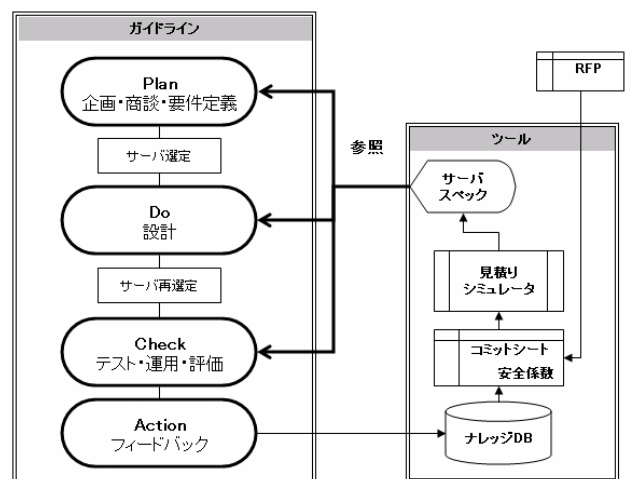 ガイドライン
Plan
企画・商談・要件定義
サーバ選定
Do
設計
サーバ再選定
Check
テスト・運用・評価
Action
フィードバック
参照
RFP
ツール
サーバ
スペック
見積り
シミュレータ
コミットシート
安全係数
ナレッジDB